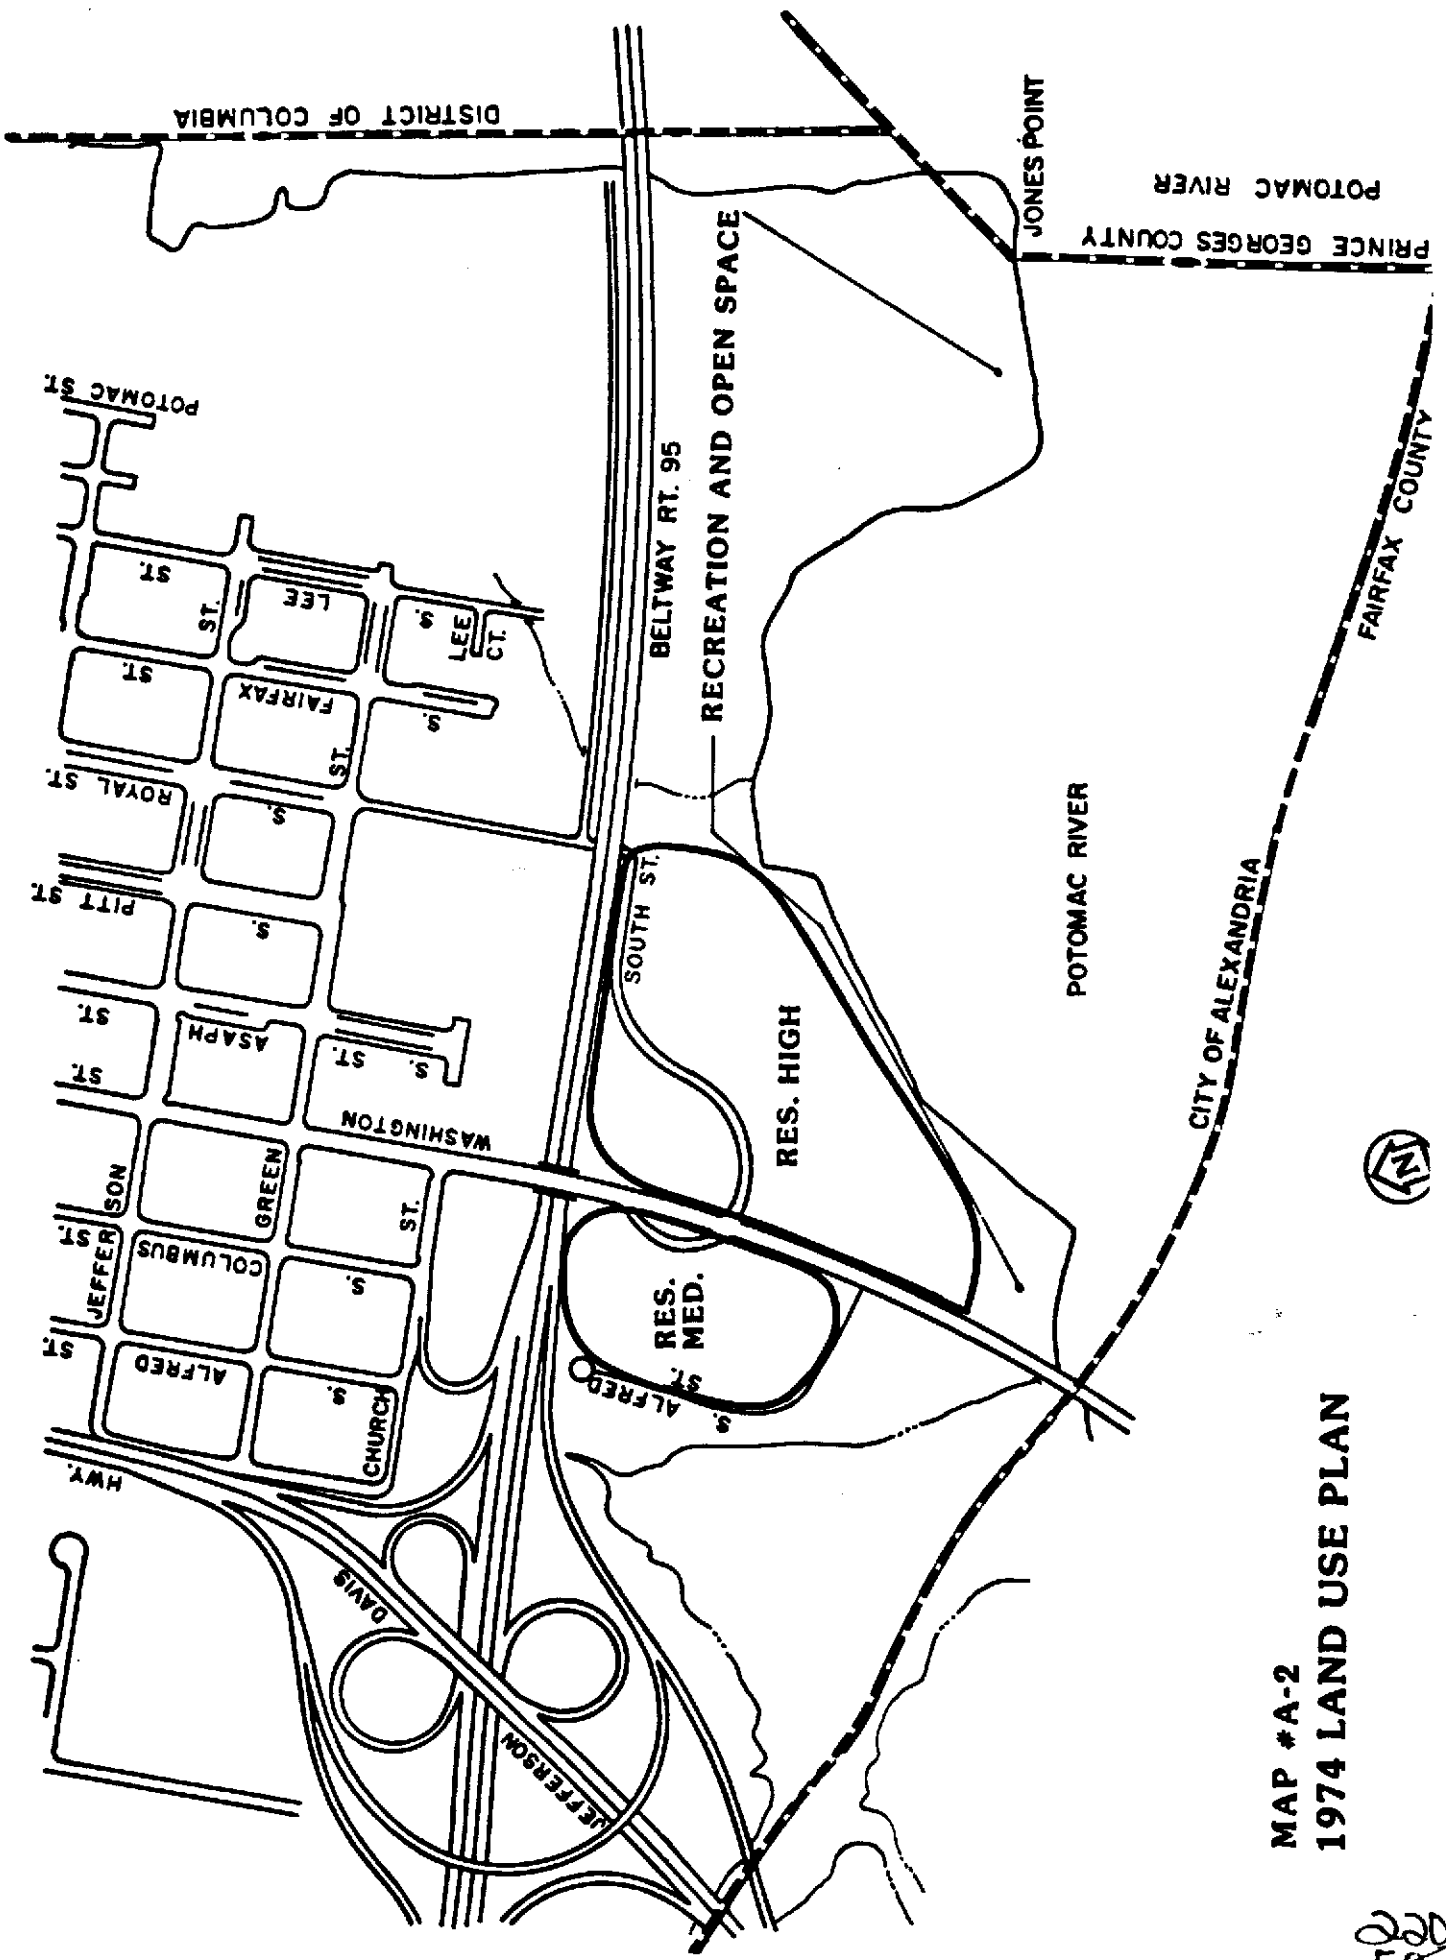 DISTRICT OF COLUMBIA
JONES POINT
POTOMAC RIVER
PRINCE GEORGES COUNTY
POTOMAC ST.
ST.
ST.
LEE
S.
LEE
CT.
BELTWAY RT. 95
RECREATION AND OPEN SPACE
FAIRFAX COUNTY
ST.
FAIRFAX
S.
ST.
ROYAL ST.
S.
PITT ST.
S.
SOUTH ST.
POTOMAC RIVER
CITY OF ALEXANDRIA
ST.
ASAPH
ST.
S.
ST.
WASHINGTON
RES. HIGH
JEFFERSON
GREEN
ST.
ST.
COLUMBUS
S.
RES.
MED.
ST.
ALFRED
S.
CHURCH
S. ALFRED ST.
HWY.
DAVIS
JEFFERSON
N
MAP #A-2
1974 LAND USE PLAN